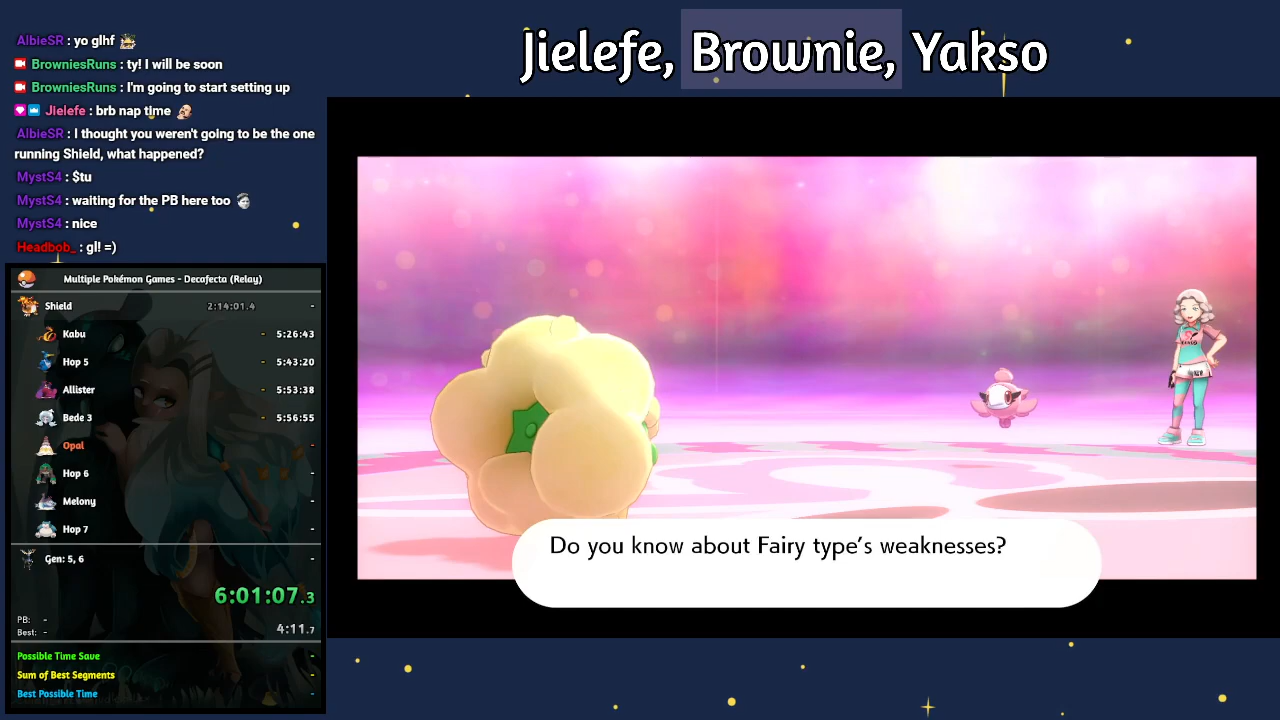 Jielefe, Brownie, Yakso
AlbieSR : yo glhf
BrowniesRuns : ty! I will be soon
BrowniesRuns : I'm going to start setting up
Jielefe : brb nap time
AlbieSR : I thought you weren't going to be the one
running Shield, what happened?
MystS4 : $tu
MystS4 : waiting for the PB here too
MystS4 : nice
Headbob_ : gl! =)
Multiple Pokémon Games - Decafecta (Relay)
Shield 2:14:01.4 -
Kabu - 5:26:43
Hop 5 - 5:43:20
Allister - 5:53:38
Bede 3 - 5:56:55
Opal -
Hop 6 -
Melony -
Hop 7 -
Gen: 5, 6 -
6:01:07.3
PB: -
Best: -
4:11.7
Possible Time Save -
Sum of Best Segments -
Best Possible Time -
Do you know about Fairy type's weaknesses?